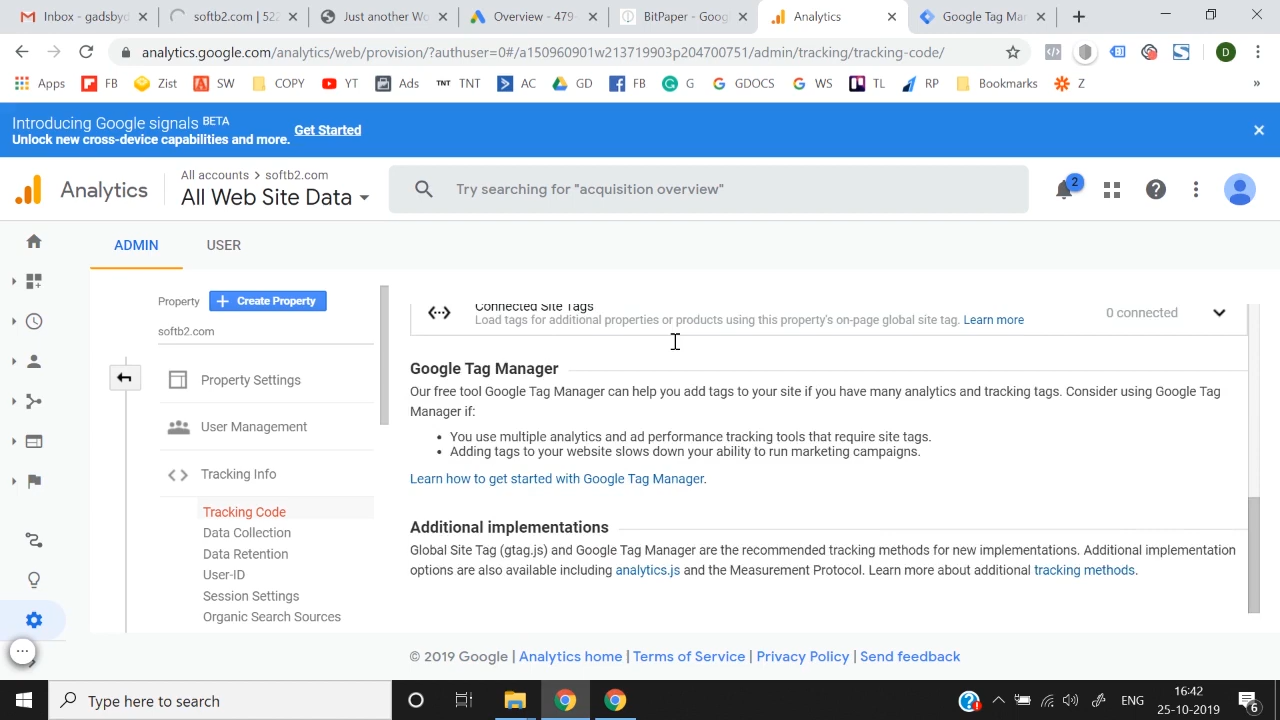 Inbox - gadsby.d
softb2.com | 522
Just another Wo
Overview - 479-
BitPaper - Goog
Analytics
Google Tag Mar
analytics.google.com/analytics/web/provision/?authuser=0#/a150960901w213719903p204700751/admin/tracking/tracking-code/
D
Apps
FB
Zist
SW
COPY
YT
Ads
TNT TNT
AC
GD
FB
G
GDOCS
WS
TL
RP
Bookmarks
Z
»
Introducing Google signals BETA
Unlock new cross-device capabilities and more. Get Started
Analytics
All accounts > softb2.com
All Web Site Data
Try searching for "acquisition overview"
2
ADMIN
USER
Property
Create Property
softb2.com
Property Settings
User Management
Tracking Info
Tracking Code
Data Collection
Data Retention
User-ID
Session Settings
Organic Search Sources
Connected Site Tags
Load tags for additional properties or products using this property's on-page global site tag. Learn more
0 connected
Google Tag Manager
Our free tool Google Tag Manager can help you add tags to your site if you have many analytics and tracking tags. Consider using Google Tag
Manager if:
• You use multiple analytics and ad performance tracking tools that require site tags.
• Adding tags to your website slows down your ability to run marketing campaigns.
Learn how to get started with Google Tag Manager.
Additional implementations
Global Site Tag (gtag.js) and Google Tag Manager are the recommended tracking methods for new implementations. Additional implementation
options are also available including analytics.js and the Measurement Protocol. Learn more about additional tracking methods.
© 2019 Google | Analytics home | Terms of Service | Privacy Policy | Send feedback
Type here to search
ENG
16:42
25-10-2019
6